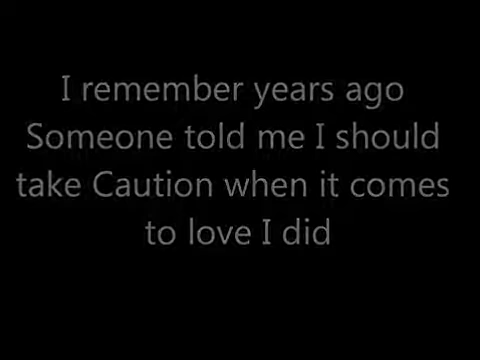 I remember years ago
Someone told me I should
take Caution when it comes
to love I did